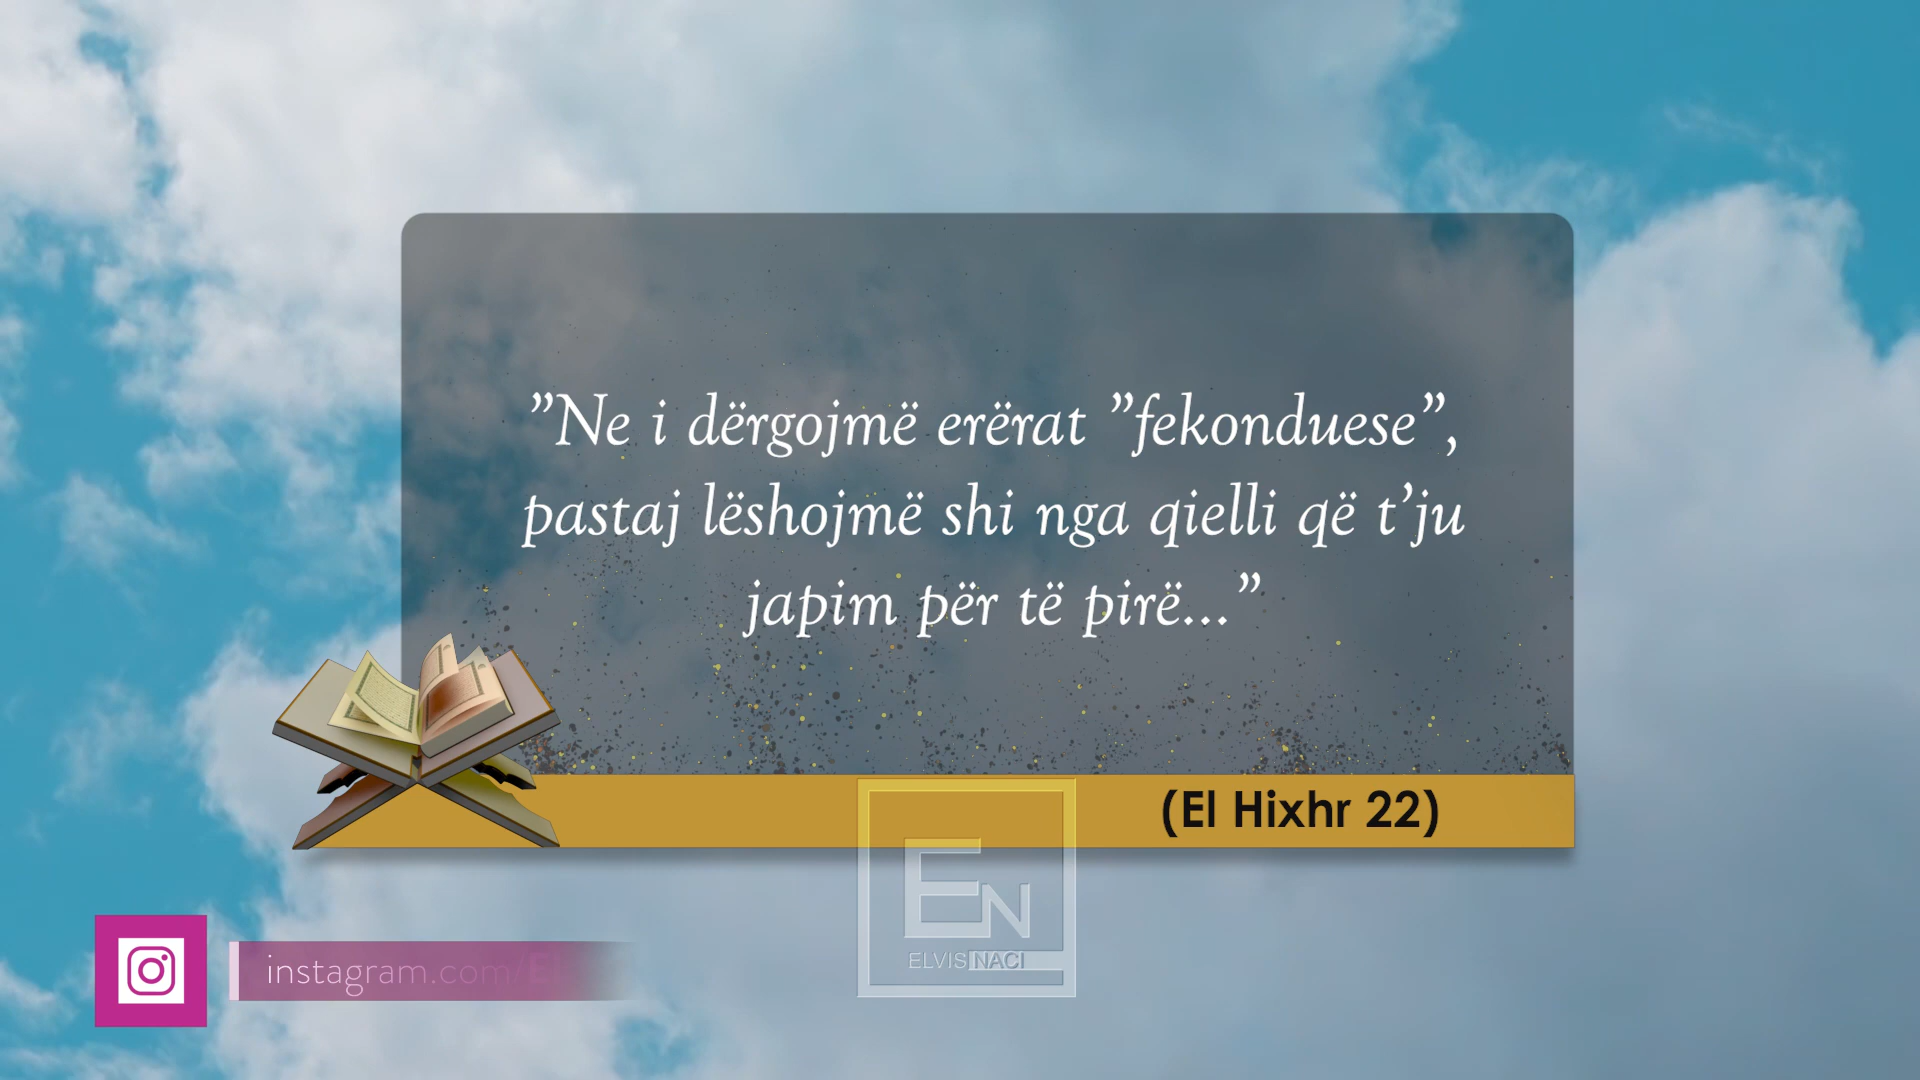 ”Ne i dërgojmë erërat ”fekonduese”,
pastaj lëshojmë shi nga qielli që t’ju
japim për të pirë...”
(El Hixhr 22)
EN
ELVIS NACI
instagram.com/El